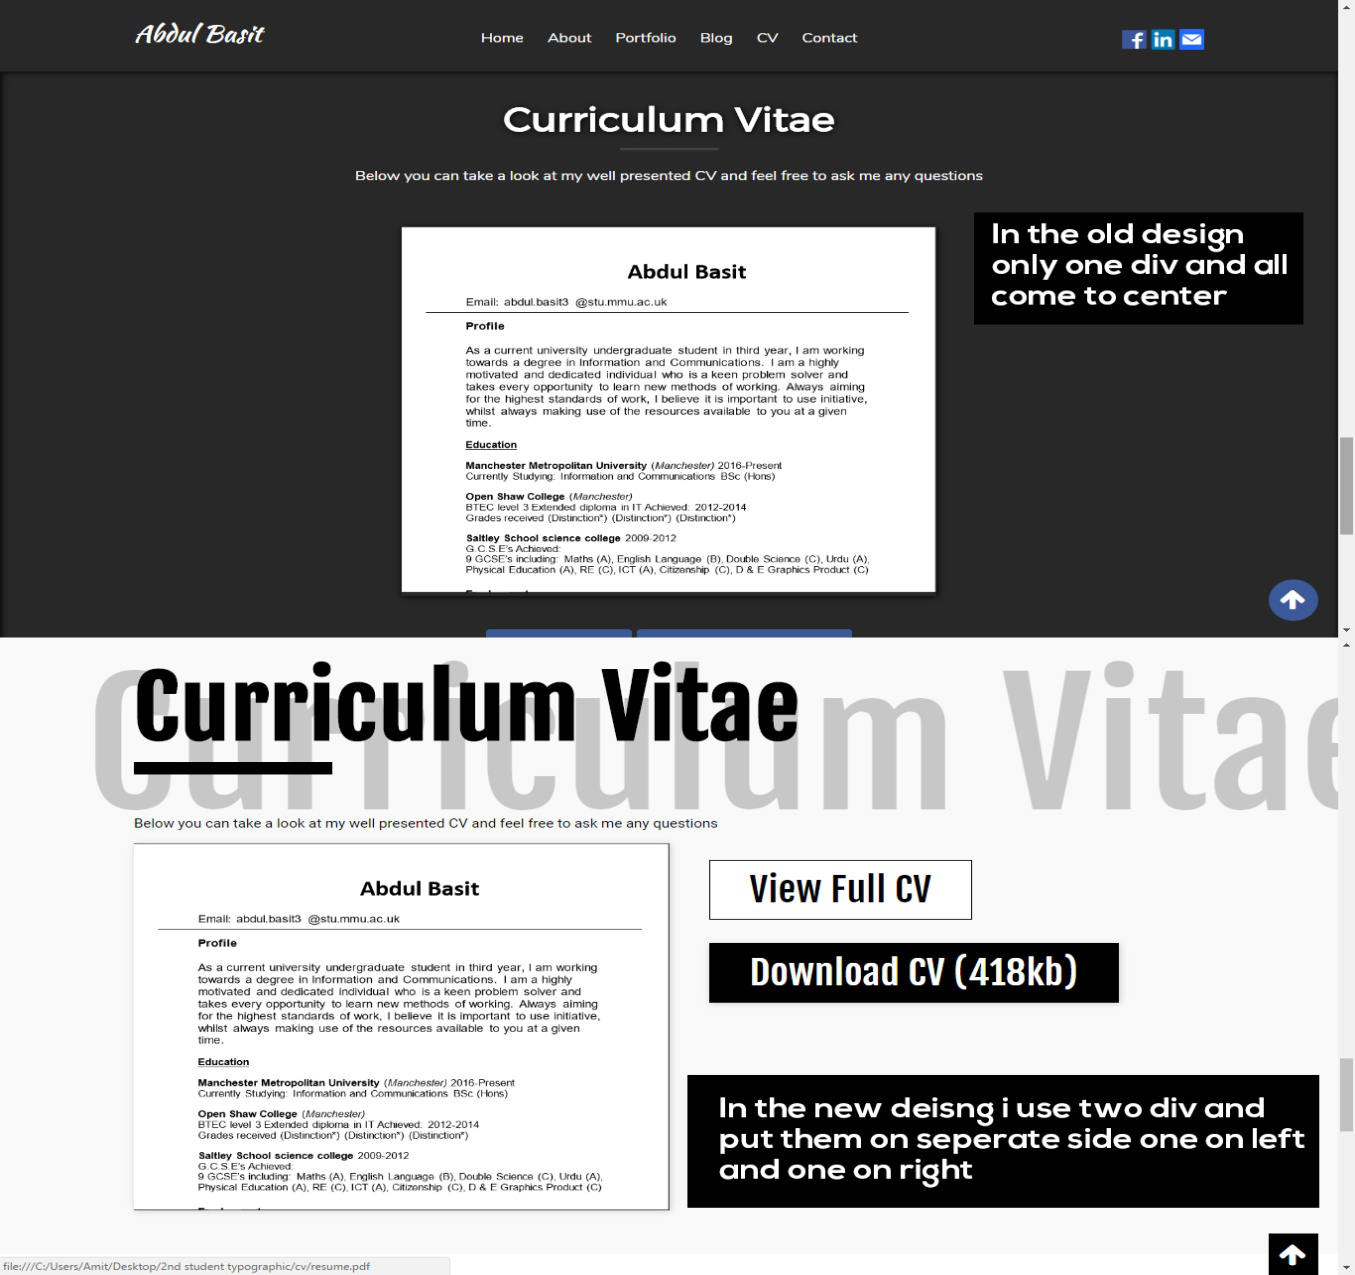 Abdul Basit
Home About Portfolio Blog CV Contact
f in
Curriculum Vitae
Below you can take a look at my well presented CV and feel free to ask me any questions
In the old design
only one div and all
come to center
Abdul Basit
Email: abdul.basit3 @stu.mmu.ac.uk
Profile
As a current university undergraduate student in third year, I am working
towards a degree in Information and Communications. I am a highly
motivated and dedicated individual who is a keen problem solver and
takes every opportunity to learn new methods of working. Always aiming
for the highest standards of work, I believe it is important to use initiative,
whilst always making use of the resources available to you at a given
time.
Education
Manchester Metropolitan University (Manchester) 2016-Present
Currently Studying: Information and Communications BSc (Hons)
Open Shaw College (Manchester)
BTEC level 3 Extended diploma in IT Achieved: 2012-2014
Grades received (Distinction*) (Distinction*) (Distinction*)
Saltley School science college 2009-2012
G.C.S.E's Achieved:
9 GCSE's including: Maths (A), English Language (B), Double Science (C), Urdu (A),
Physical Education (A), RE (C), ICT (A), Citizenship (C), D & E Graphics Product (C)
Curriculum Vitae
Curriculum Vitae
Below you can take a look at my well presented CV and feel free to ask me any questions
Abdul Basit
Email: abdul.basit3 @stu.mmu.ac.uk
Profile
As a current university undergraduate student in third year, I am working
towards a degree in Information and Communications. I am a highly
motivated and dedicated individual who is a keen problem solver and
takes every opportunity to learn new methods of working. Always aiming
for the highest standards of work, I believe it is important to use initiative,
whilst always making use of the resources available to you at a given
time.
Education
Manchester Metropolitan University (Manchester) 2016-Present
Currently Studying: Information and Communications BSc (Hons)
Open Shaw College (Manchester)
BTEC level 3 Extended diploma in IT Achieved: 2012-2014
Grades received (Distinction*) (Distinction*) (Distinction*)
Saltley School science college 2009-2012
G.C.S.E's Achieved:
9 GCSE's including: Maths (A), English Language (B), Double Science (C), Urdu (A),
Physical Education (A), RE (C), ICT (A), Citizenship (C), D & E Graphics Product (C)
View Full CV
Download CV (418kb)
In the new deisng i use two div and
put them on seperate side one on left
and one on right
file:///C:/Users/Amit/Desktop/2nd student typographic/cv/resume.pdf